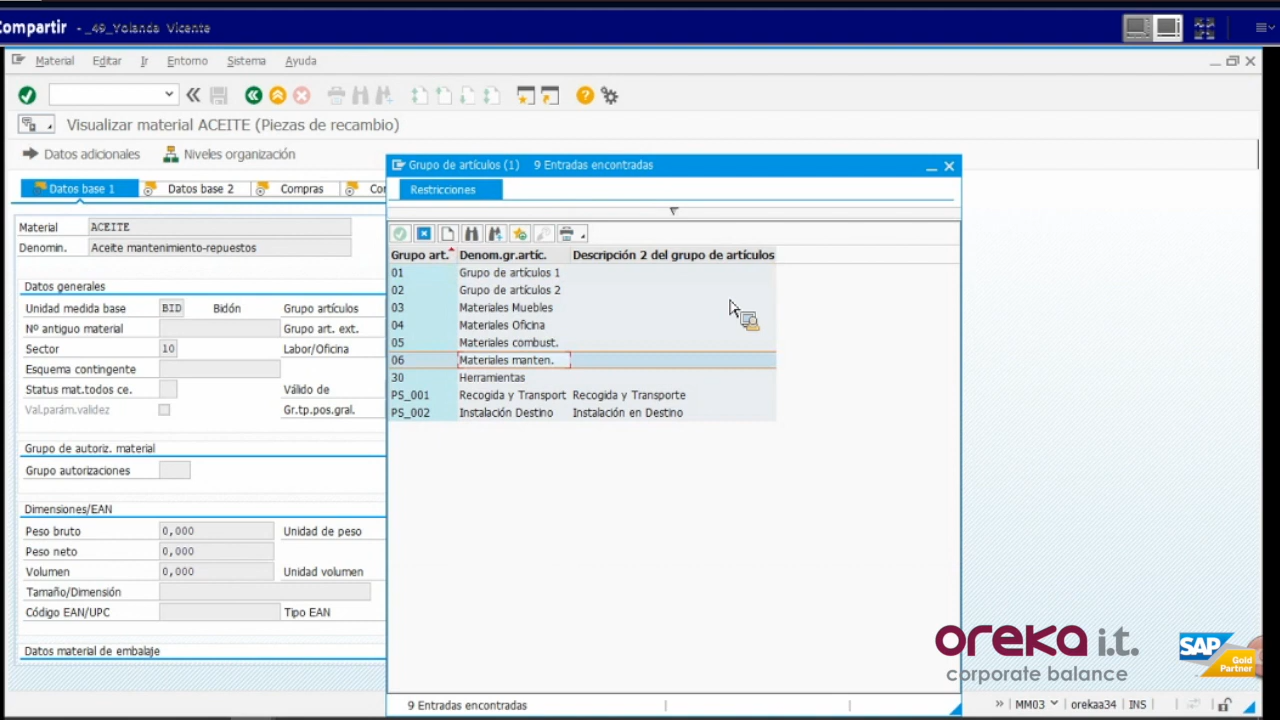 Compartir - _49_Yolanda Vicente
Material Editar Ir Entorno Sistema Ayuda
Visualizar material ACEITE (Piezas de recambio)
Datos adicionales Niveles organización
Datos base 1 Datos base 2 Compras Co
Material ACEITE
Denomin. Aceite mantenimiento-repuestos
Datos generales
Unidad medida base BID Bidón Grupo artículos
Nº antiguo material Grupo art. ext.
Sector 10 Labor/Oficina
Esquema contingente
Status mat.todos ce. Válido de
Val.parám.validez Gr.tp.pos.gral.
Grupo de autoriz. material
Grupo autorizaciones
Dimensiones/EAN
Peso bruto 0,000 Unidad de peso
Peso neto 0,000
Volumen 0,000 Unidad volumen
Tamaño/Dimensión
Código EAN/UPC Tipo EAN
Datos material de embalaje
Grupo de artículos (1) 9 Entradas encontradas
Restricciones
Grupo art. Denom.gr.artíc. Descripción 2 del grupo de artículos
01 Grupo de artículos 1
02 Grupo de artículos 2
03 Materiales Muebles
04 Materiales Oficina
05 Materiales combust.
06 Materiales manten.
30 Herramientas
PS_001 Recogida y Transport Recogida y Transporte
PS_002 Instalación Destino Instalación en Destino
9 Entradas encontradas
oreka i.t.
corporate balance
SAP
Gold
Partner
MM03 orekaa34 INS